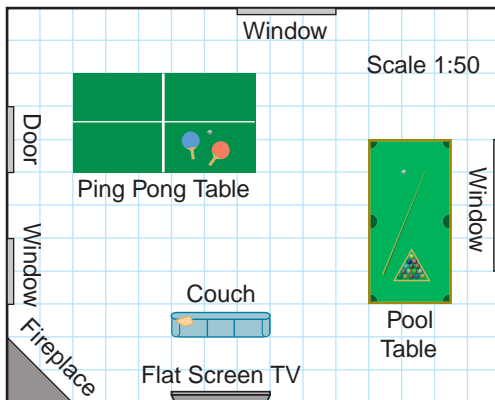 Window
Scale 1:50
Door
Ping Pong Table
Window
Window
Couch
Pool
Table
Fireplace
Flat Screen TV